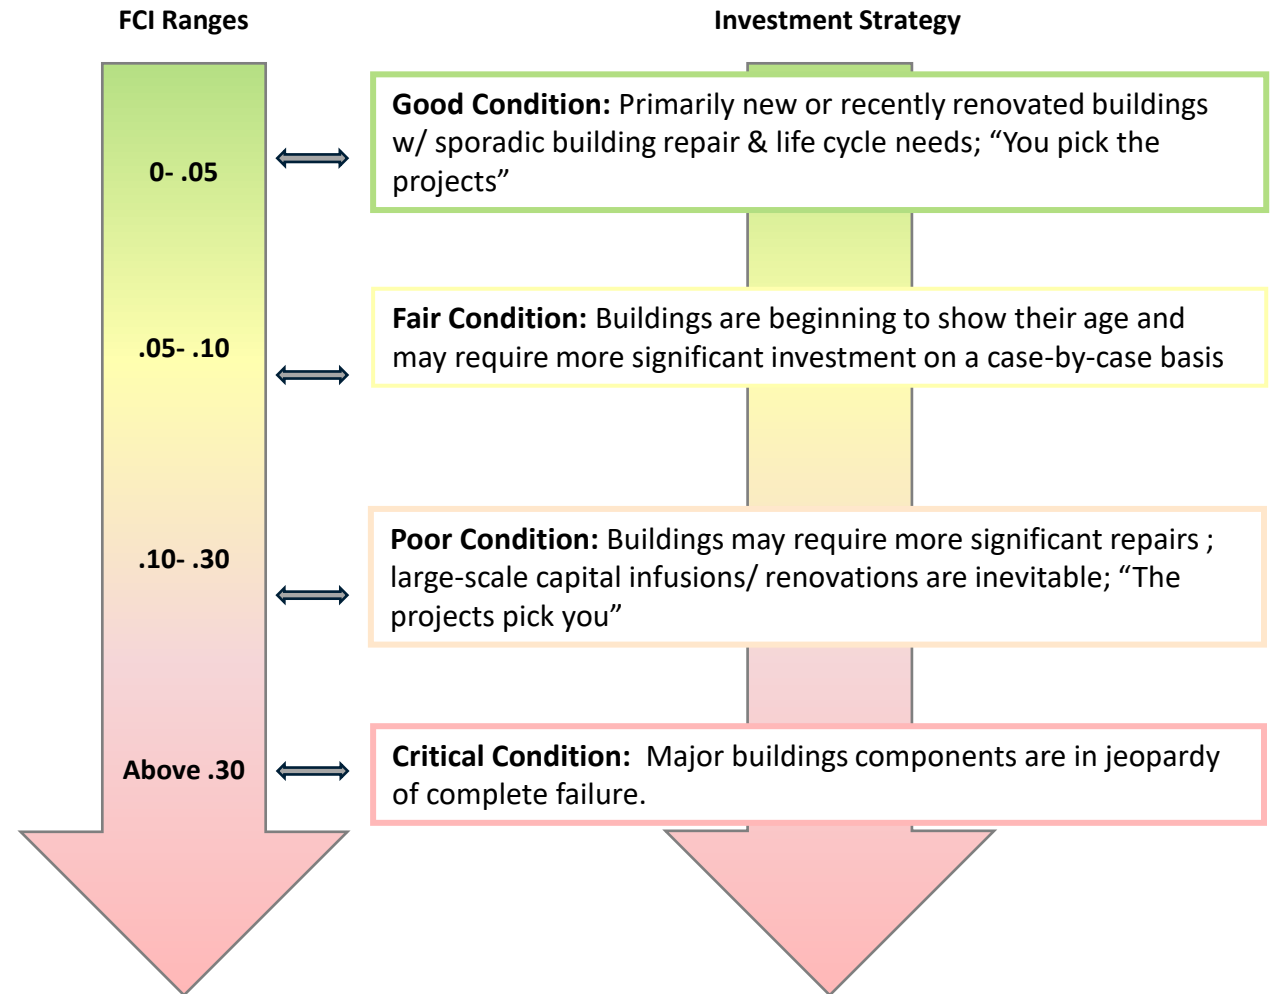 FCI Ranges
Investment Strategy
0- .05
Good Condition: Primarily new or recently renovated buildings
w/ sporadic building repair & life cycle needs; “You pick the
projects”
.05- .10
Fair Condition: Buildings are beginning to show their age and
may require more significant investment on a case-by-case basis
.10- .30
Poor Condition: Buildings may require more significant repairs ;
large-scale capital infusions/ renovations are inevitable; “The
projects pick you”
Above .30
Critical Condition:  Major buildings components are in jeopardy
of complete failure.